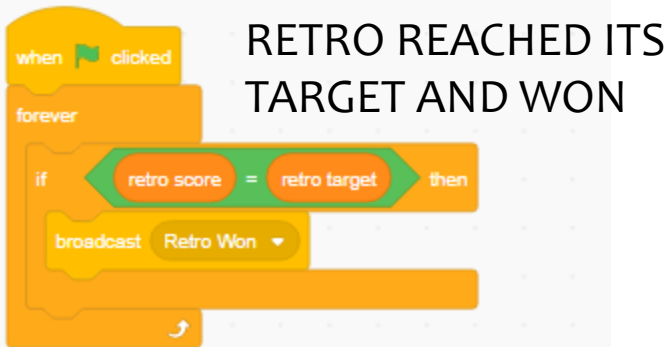 RETRO REACHED ITS
TARGET AND WON
when clicked
forever
if retro score = retro target then
broadcast Retro Won